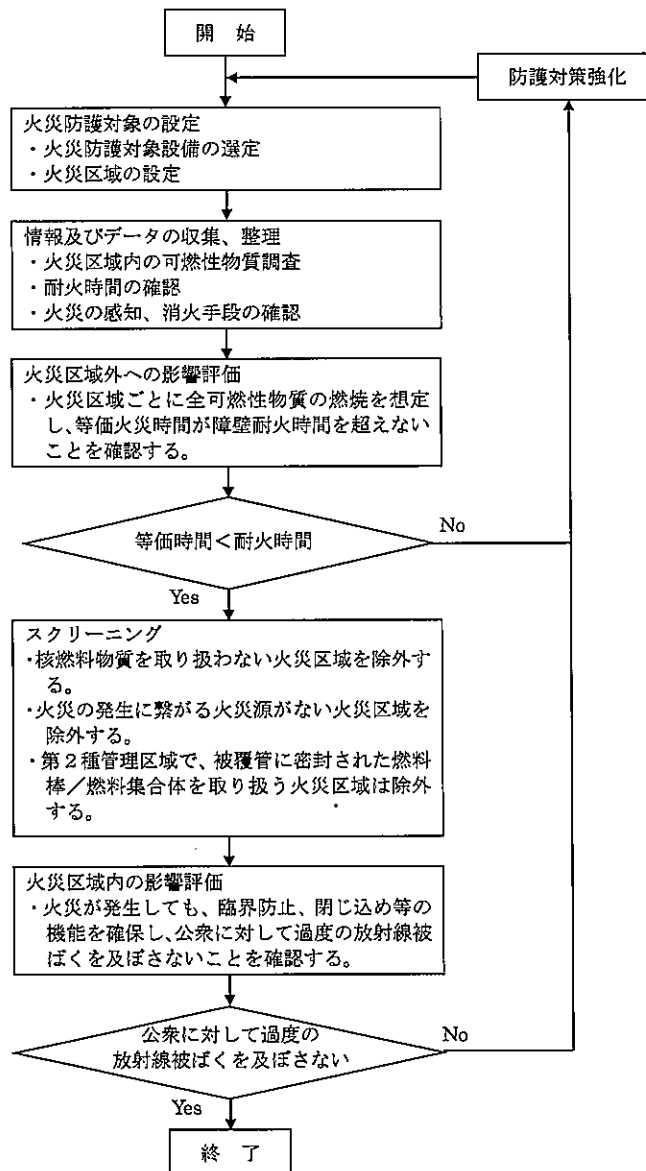 開 始
防護対策強化
火災防護対象の設定
・火災防護対象設備の選定
・火災区域の設定
情報及びデータの収集、整理
・火災区域内の可燃性物質調査
・耐火時間の確認
・火災の感知、消火手段の確認
火災区域外への影響評価
・火災区域ごとに全可燃性物質の燃焼を想定
し、等価火災時間が障壁耐火時間を超えない
ことを確認する。
等価時間＜耐火時間
No
Yes
スクリーニング
・核燃料物質を取り扱わない火災区域を除外す
る。
・火災の発生に繋がる火災源がない火災区域を
除外する。
・第２種管理区域で、被覆管に密封された燃料
棒／燃料集合体を取り扱う火災区域は除外
する。
火災区域内の影響評価
・火災が発生しても、臨界防止、閉じ込め等の
機能を確保し、公衆に対して過度の放射線被
ばくを及ぼさないことを確認する。
公衆に対して過度の
放射線被ばくを及ぼさない
No
Yes
終 了